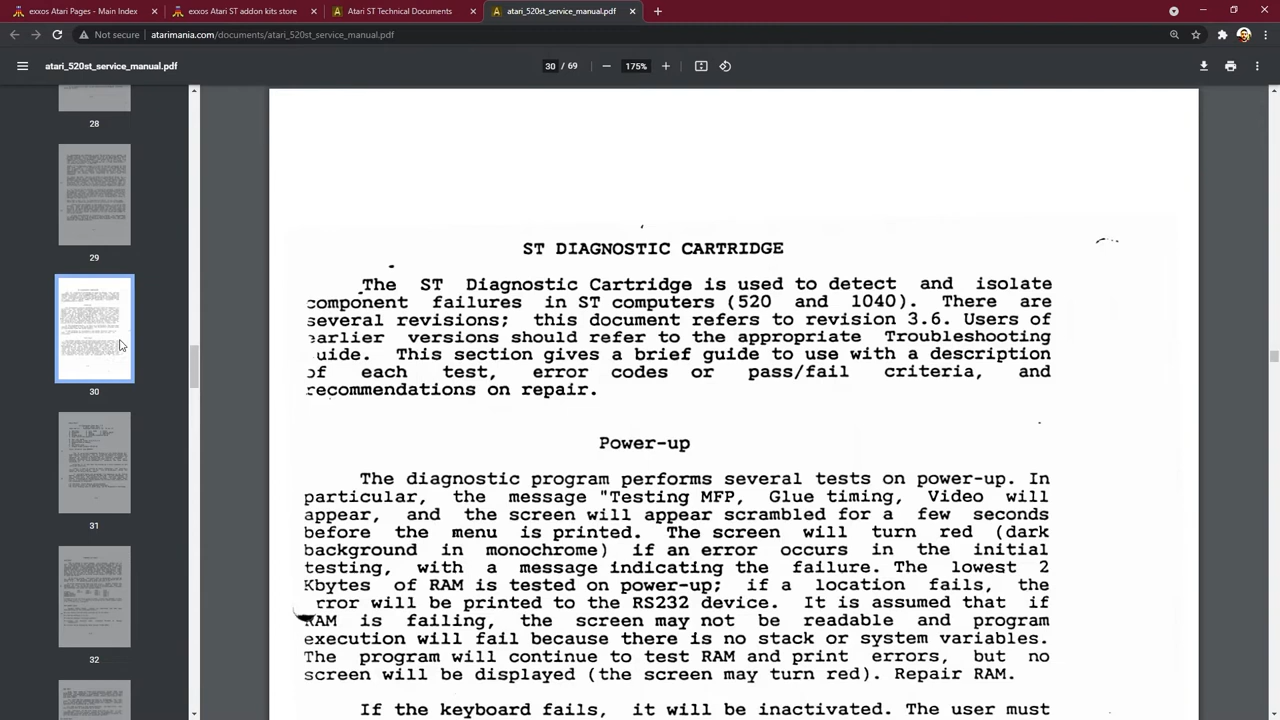 exxos Atari Pages - Main Index
exxos Atari ST addon kits store
Atari ST Technical Documents
atari_520st_service_manual.pdf
Not secure
atarimania.com/documents/atari_520st_service_manual.pdf
atari_520st_service_manual.pdf
30 / 69
175%
28
29
30
31
32
ST DIAGNOSTIC CARTRIDGE
The ST Diagnostic Cartridge is used to detect and isolate
component failures in ST computers (520 and 1040). There are
several revisions; this document refers to revision 3.6. Users of
earlier versions should refer to the appropriate Troubleshooting
uide. This section gives a brief guide to use with a description
of each test, error codes or pass/fail criteria, and
recommendations on repair.
Power-up
The diagnostic program performs several tests on power-up. In
particular, the message "Testing MFP, Glue timing, Video will
appear, and the screen will appear scrambled for a few seconds
before the menu is printed. The screen will turn red (dark
background in monochrome) if an error occurs in the initial
testing, with a message indicating the failure. The lowest 2
Kbytes of RAM is tested on power-up; if a location fails, the
rror will be printed to the RS232 device. It is assumed that if
RAM is failing, the screen may not be readable and program
execution will fail because there is no stack or system variables.
The program will continue to test RAM and print errors, but no
screen will be displayed (the screen may turn red). Repair RAM.
If the keyboard fails, it will be inactivated. The user must